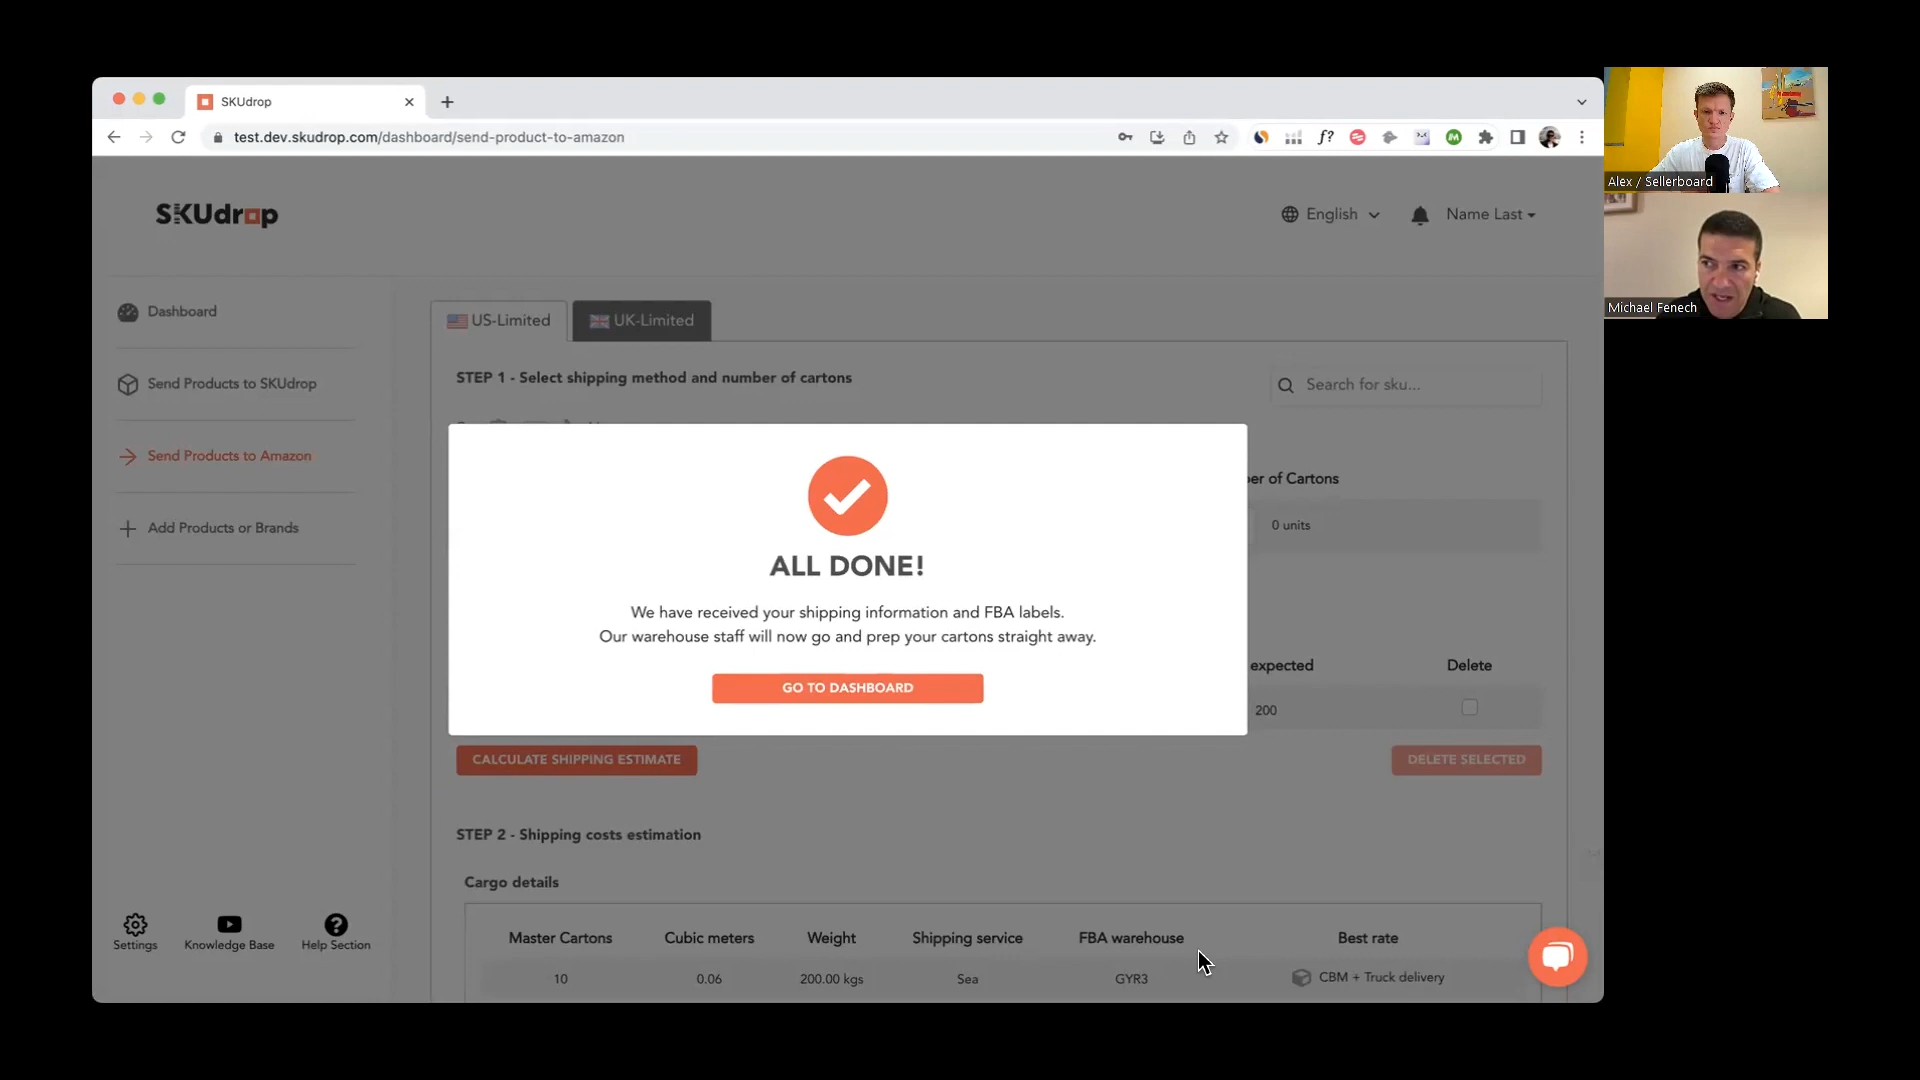 SKUdrop
test.dev.skudrop.com/dashboard/send-product-to-amazon
f?
Alex / Sellerboard
Michael Fenech
SKUdrop
English
Name Last
Dashboard
Send Products to SKUdrop
Send Products to Amazon
Add Products or Brands
Settings
Knowledge Base
Help Section
US-Limited
UK-Limited
STEP 1 - Select shipping method and number of cartons
Search for sku...
of Cartons
0 units
ALL DONE!
We have received your shipping information and FBA labels.
Our warehouse staff will now go and prep your cartons straight away.
GO TO DASHBOARD
expected
Delete
200
CALCULATE SHIPPING ESTIMATE
DELETE SELECTED
STEP 2 - Shipping costs estimation
Cargo details
Master Cartons
Cubic meters
Weight
Shipping service
FBA warehouse
Best rate
10
0.06
200.00 kgs
Sea
GYR3
CBM + Truck delivery